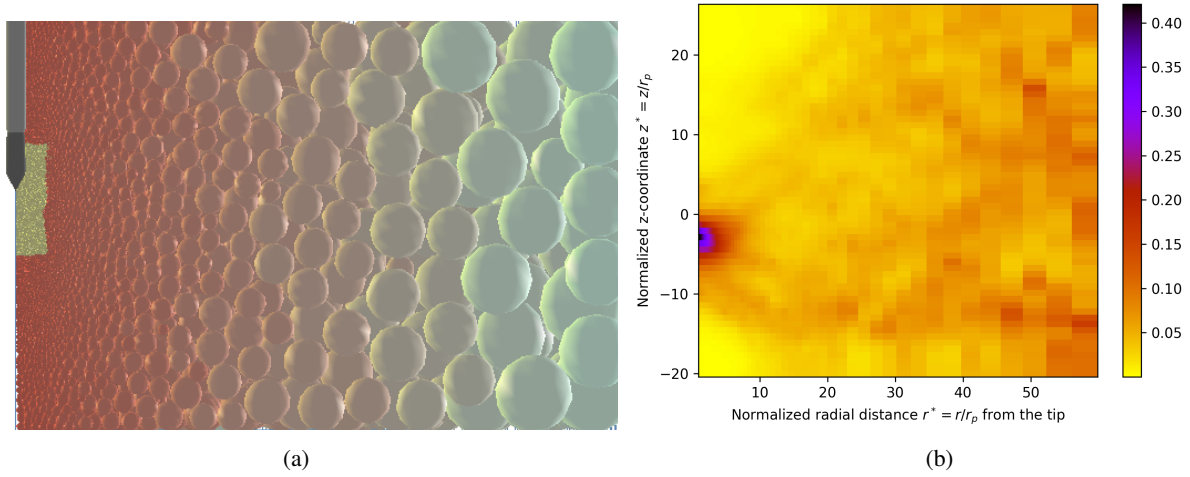 20
10
0
−10
−20
Normalized z-coordinate z* = z/rₚ
10 20 30 40 50
Normalized radial distance r* = r/rₚ from the tip
0.40
0.35
0.30
0.25
0.20
0.15
0.10
0.05
(a)
(b)